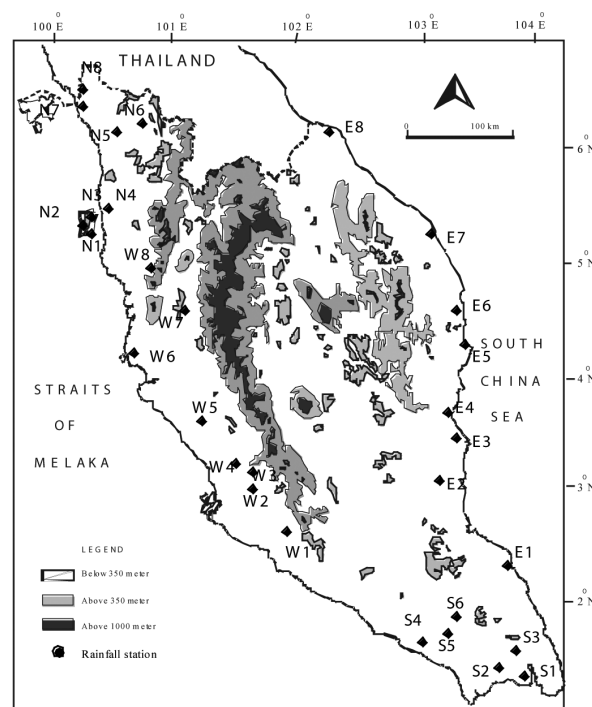 100 E
o
101 E
o
102 E
o
103 E
o
104 E
o
THAILAND
N8
N7
N6
N5
E8
0
100 km
6 N
o
N3
N4
N2
N1
E7
W8
5 N
o
E6
W7
SOUTH
E5
W6
CHINA
4 N
o
STRAITS
W5
E4
SEA
OF
E3
MELAKA
W4
W3
E2
3 N
o
W2
W1
LEGEND
E1
Below 350 meter
2 N
o
Above 350 meter
S6
S4
Above 1000 meter
S5
S3
Rainfall station
S2
S1